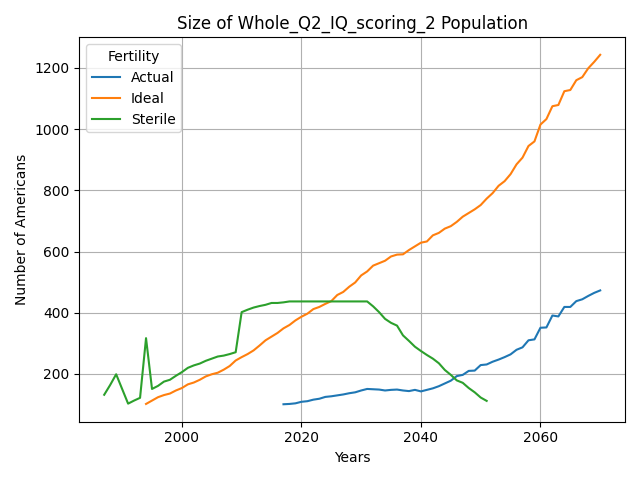 Size of Whole_Q2_IQ_scoring_2 Population
Fertility
Actual
Ideal
Sterile
Number of Americans
1200
1000
800
600
400
200
2000
2020
2040
2060
Years